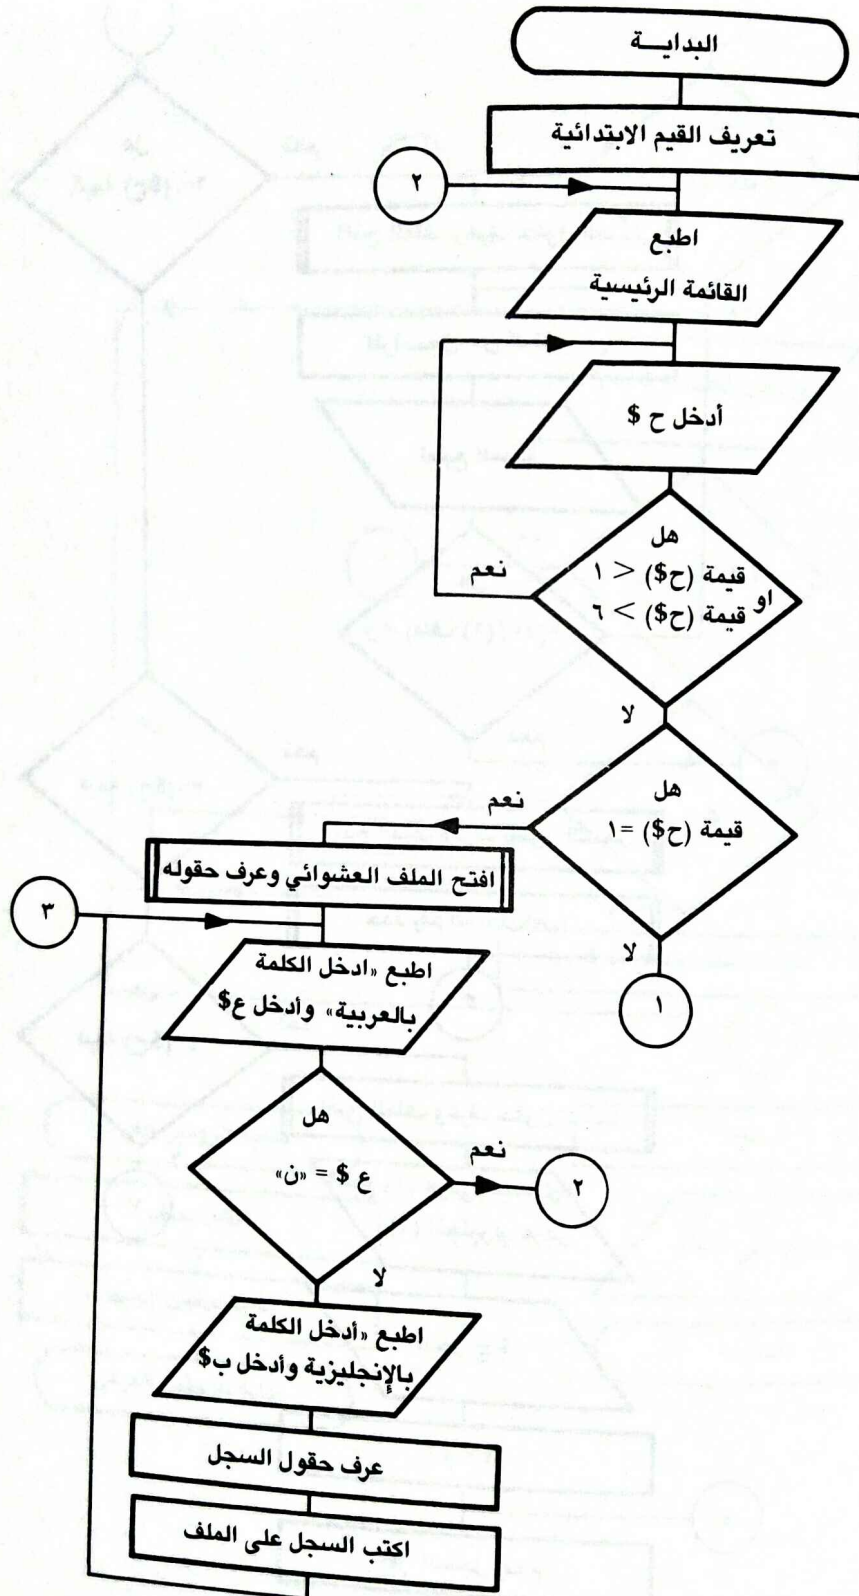 البدايــة
تعريف القيم الابتدائية
٢
اطبع
القائمة الرئيسية
أدخل ح $
هل
قيمة (ح$) < ١
او
قيمة (ح$) > ٦
نعم
لا
هل
قيمة (ح$) = ١
نعم
لا
١
افتح الملف العشوائي وعرف حقوله
٣
اطبع «ادخل الكلمة
بالعربية» وأدخل ع$
هل
ع $ = «ن»
نعم
٢
لا
اطبع «أدخل الكلمة
بالإنجليزية وأدخل ب$
عرف حقول السجل
اكتب السجل على الملف